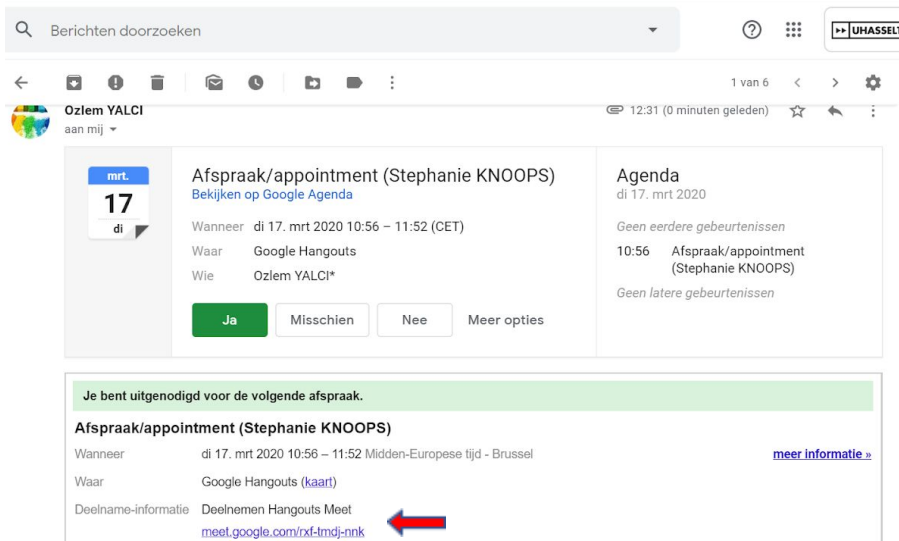 Berichten doorzoeken
UHASSELT
1 van 6
Ozlem YALCI
12:31 (0 minuten geleden)
aan mij
mrt.
17
di
Afspraak/appointment (Stephanie KNOOPS)
Bekijken op Google Agenda
Wanneer di 17. mrt 2020 10:56 – 11:52 (CET)
Waar Google Hangouts
Wie Ozlem YALCI*
Ja Misschien Nee Meer opties
Agenda
di 17. mrt 2020
Geen eerdere gebeurtenissen
10:56 Afspraak/appointment
(Stephanie KNOOPS)
Geen latere gebeurtenissen
Je bent uitgenodigd voor de volgende afspraak.
Afspraak/appointment (Stephanie KNOOPS)
Wanneer di 17. mrt 2020 10:56 – 11:52 Midden-Europese tijd - Brussel
meer informatie »
Waar Google Hangouts (kaart)
Deelname-informatie Deelnemen Hangouts Meet
meet.google.com/rxf-tmdj-nnk